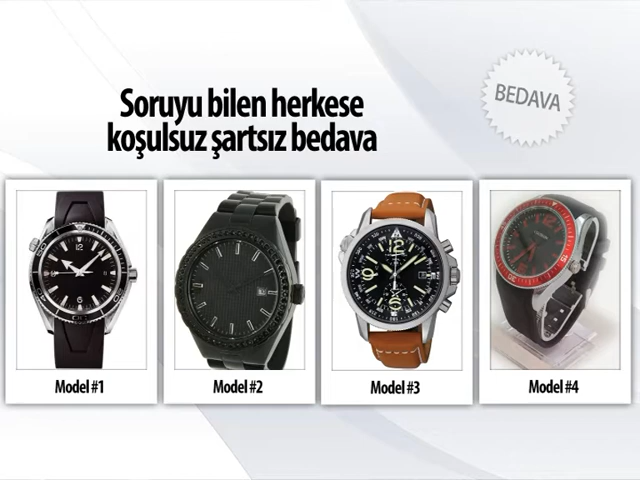 Soruyu bilen herkese
koşulsuz şartsız bedava
BEDAVA
Model #1
Model #2
Model #3
Model #4